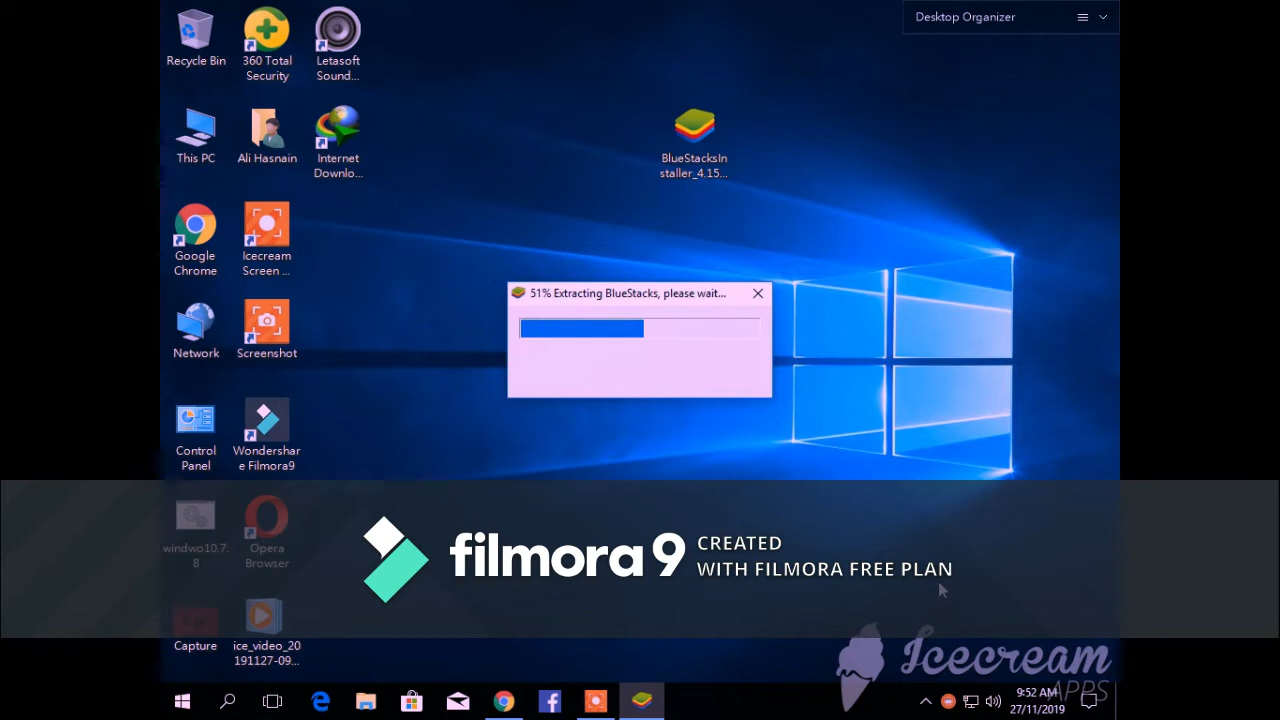 Desktop Organizer
Recycle Bin
360 Total
Security
Letasoft
Sound...
This PC
Ali Hasnain
Internet
Downlo...
BlueStacksIn
staller_4.15...
Google
Chrome
Icecream
Screen ...
51% Extracting BlueStacks, please wait...
Network
Screenshot
Control
Panel
Wondershar
e Filmora9
windwo10.7.
8
Opera
Browser
filmora 9
CREATED
WITH FILMORA FREE PLAN
Capture
ice_video_20
191127-09...
Icecream
APPS
9:52 AM
27/11/2019